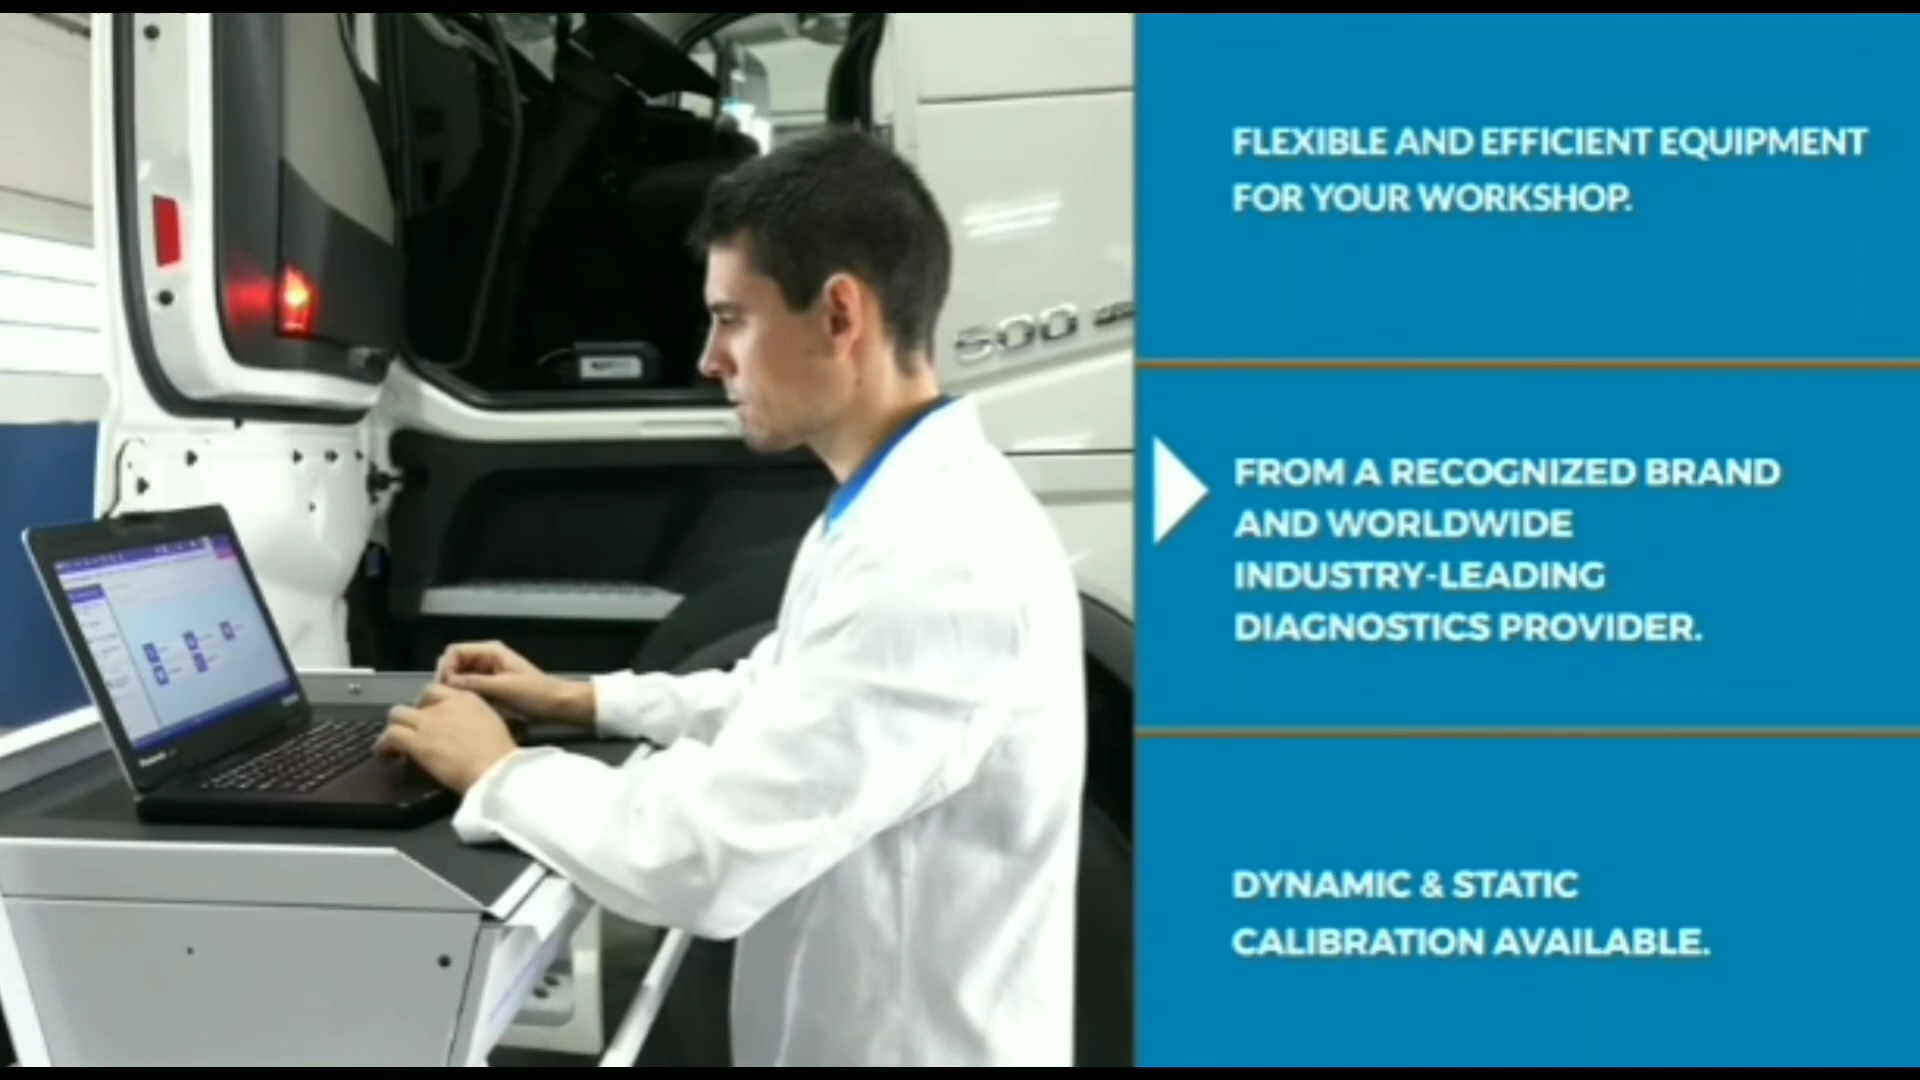 FLEXIBLE AND EFFICIENT EQUIPMENT
FOR YOUR WORKSHOP.
FROM A RECOGNIZED BRAND
AND WORLDWIDE
INDUSTRY-LEADING
DIAGNOSTICS PROVIDER.
DYNAMIC & STATIC
CALIBRATION AVAILABLE.
500